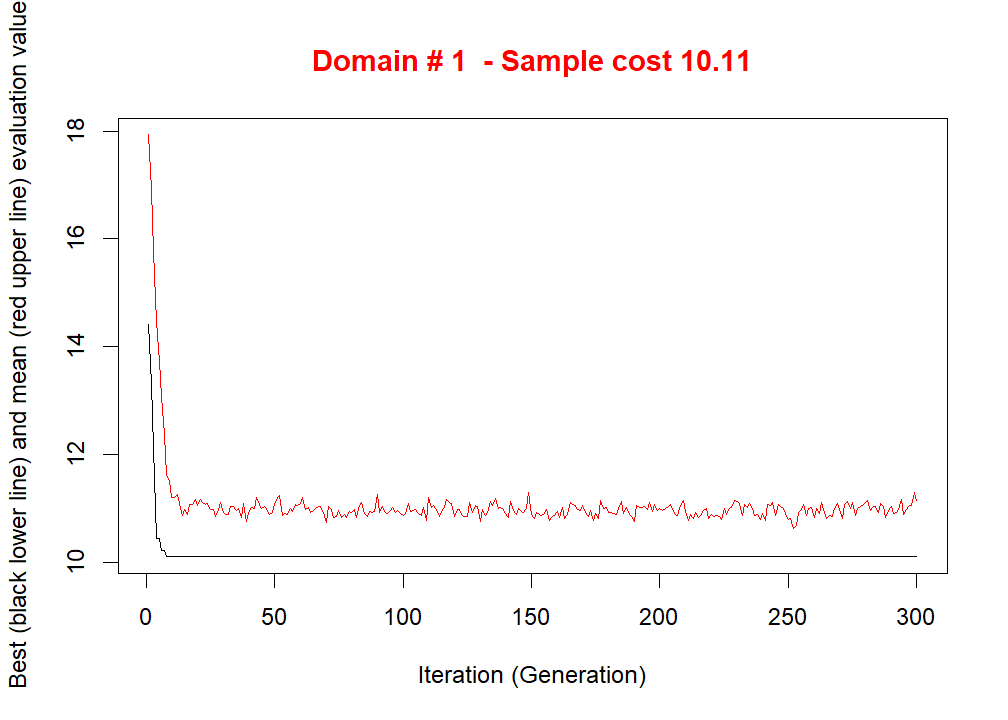 Domain # 1  - Sample cost 10.11
Best (black lower line) and mean (red upper line) evaluation value
18
16
14
12
10
0 50 100 150 200 250 300
Iteration (Generation)